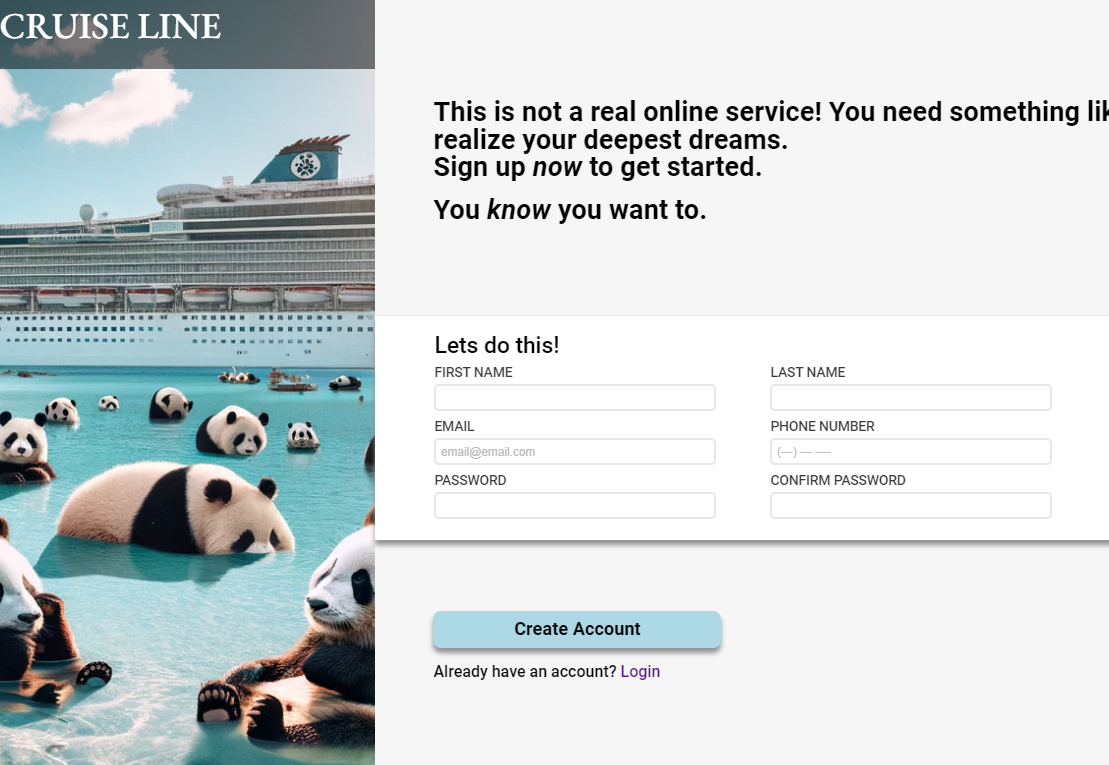 CRUISE LINE
This is not a real online service! You need something
realize your deepest dreams.
Sign up now to get started.
You know you want to.
Lets do this!
FIRST NAME
LAST NAME
EMAIL
PHONE NUMBER
email@email.com
(---) --- ----
PASSWORD
CONFIRM PASSWORD
Create Account
Already have an account? Login